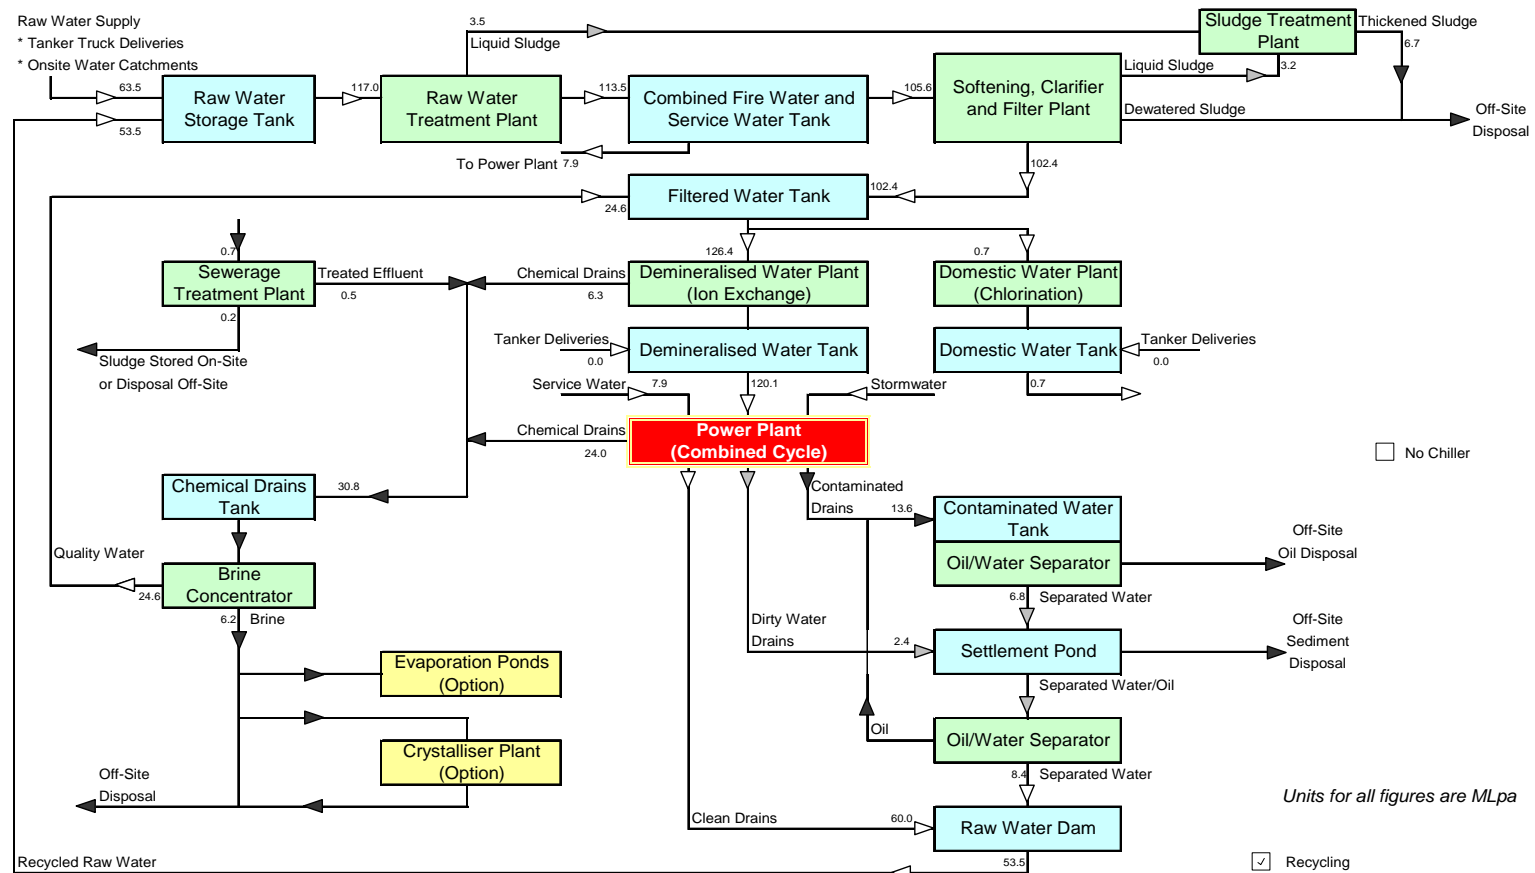 Raw Water Supply
* Tanker Truck Deliveries
* Onsite Water Catchments
63.5
53.5
Raw Water
Storage Tank
117.0
3.5
Liquid Sludge
Raw Water
Treatment Plant
113.5
Combined Fire Water and
Service Water Tank
To Power Plant 7.9
105.6
Softening, Clarifier
and Filter Plant
Sludge Treatment
Plant
Thickened Sludge
6.7
Liquid Sludge
3.2
Dewatered Sludge
Off-Site
Disposal
102.4
102.4
Filtered Water Tank
24.6
0.7
Sewerage
Treatment Plant
Treated Effluent
0.5
0.2
Sludge Stored On-Site
or Disposal Off-Site
Chemical Drains
6.3
126.4
Demineralised Water Plant
(Ion Exchange)
0.7
Domestic Water Plant
(Chlorination)
Tanker Deliveries
0.0
Demineralised Water Tank
Domestic Water Tank
Tanker Deliveries
0.0
Service Water
7.9
120.1
Stormwater
0.7
Chemical Drains
24.0
Power Plant
(Combined Cycle)
No Chiller
Chemical Drains
Tank
30.8
Contaminated
Drains
13.6
Contaminated Water
Tank
Oil/Water Separator
Off-Site
Oil Disposal
Quality Water
24.6
Brine
Concentrator
6.2
Brine
6.8
Separated Water
Dirty Water
Drains
2.4
Settlement Pond
Off-Site
Sediment
Disposal
Evaporation Ponds
(Option)
Separated Water/Oil
Oil
Oil/Water Separator
Crystalliser Plant
(Option)
Off-Site
Disposal
8.4
Separated Water
Units for all figures are MLpa
Clean Drains
60.0
Raw Water Dam
Recycled Raw Water
53.5
Recycling